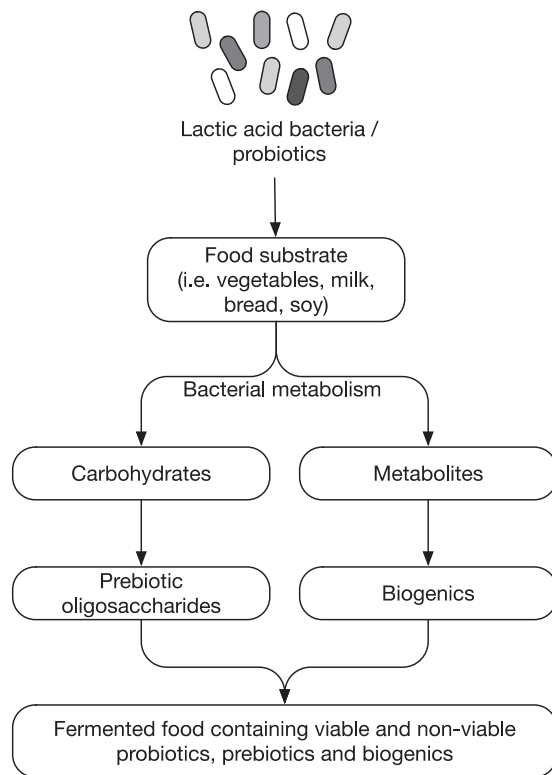 Lactic acid bacteria /
probiotics
Food substrate
(i.e. vegetables, milk,
bread, soy)
Bacterial metabolism
Carbohydrates
Metabolites
Prebiotic
oligosaccharides
Biogenics
Fermented food containing viable and non-viable
probiotics, prebiotics and biogenics